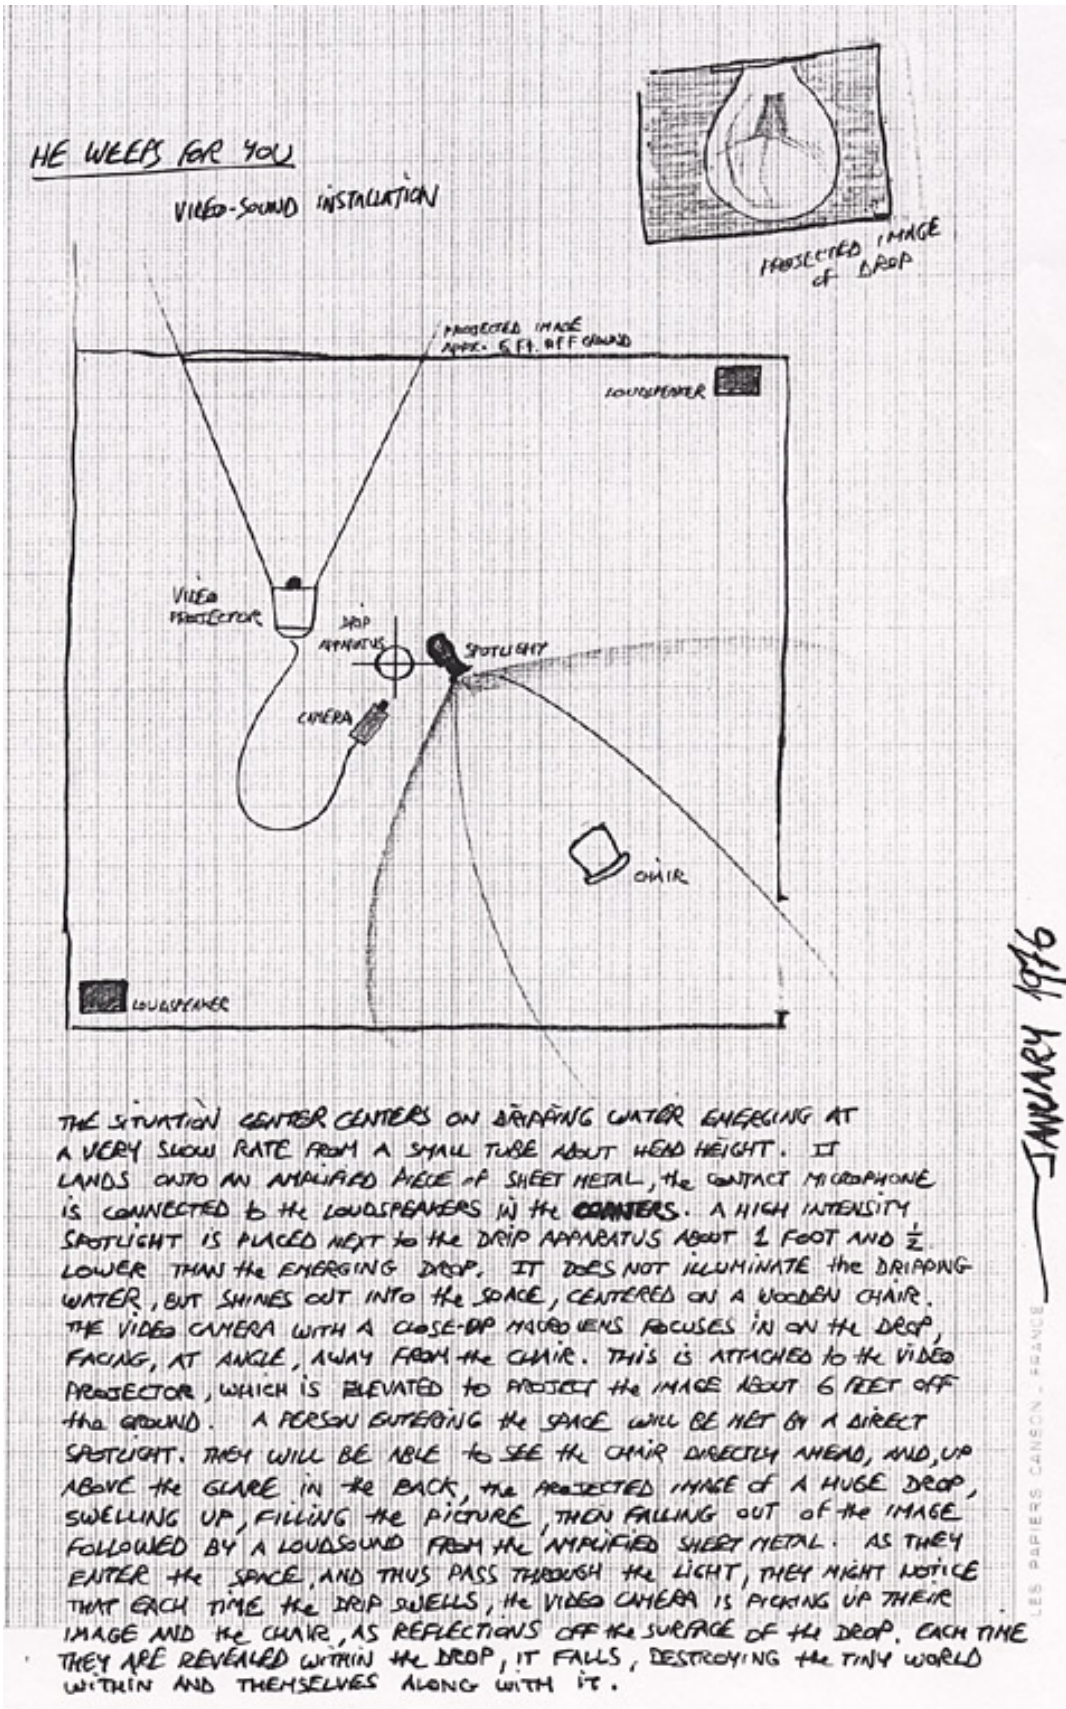 HE WEEPS FOR YOU
VIDEO-SOUND INSTALLATION
PROJECTED IMAGE
OF DROP
PROJECTED IMAGE
APPX. 6 FT. OFF GROUND
LOUDSPEAKER
VIDEO
PROJECTOR
DRIP
APPARATUS
SPOTLIGHT
CAMERA
CHAIR
LOUDSPEAKER
JANUARY 1976
THE SITUATION CENTER CENTERS ON DRIPPING WATER EMERGING AT
A VERY SLOW RATE FROM A SMALL TUBE ABOUT HEAD HEIGHT. IT
LANDS ONTO AN AMPLIFIED PIECE OF SHEET METAL, the CONTACT MICROPHONE
IS CONNECTED to the LOUDSPEAKERS IN the CORNERS. A HIGH INTENSITY
SPOTLIGHT IS PLACED NEXT to the DRIP APPARATUS ABOUT 1 FOOT AND 1/2
LOWER THAN the EMERGING DROP. IT DOES NOT ILLUMINATE the DRIPPING
WATER, BUT SHINES OUT INTO the SPACE, CENTERED ON A WOODEN CHAIR.
THE VIDEO CAMERA WITH A CLOSE-UP MACRO LENS FOCUSES IN ON the DROP,
FACING, AT ANGLE, AWAY FROM the CHAIR. THIS IS ATTACHED to the VIDEO
PROJECTOR, WHICH IS ELEVATED to PROJECT the IMAGE ABOUT 6 FEET OFF
the GROUND. A PERSON ENTERING the SPACE WILL BE MET BY A DIRECT
SPOTLIGHT. THEY WILL BE ABLE to SEE the CHAIR DIRECTLY AHEAD, AND, UP
ABOVE the GLARE IN the BACK, the PROJECTED IMAGE OF A HUGE DROP,
SWELLING UP, FILLING the PICTURE, THEN FALLING OUT OF the IMAGE
FOLLOWED BY A LOUDSOUND FROM the AMPLIFIED SHEET METAL. AS THEY
ENTER the SPACE, AND THUS PASS THROUGH the LIGHT, THEY MIGHT NOTICE
THAT EACH TIME the DRIP SWELLS, the VIDEO CAMERA IS PICKING UP THEIR
IMAGE AND the CHAIR, AS REFLECTIONS OFF the SURFACE OF the DROP. EACH TIME
THEY ARE REVEALED WITHIN the DROP, IT FALLS, DESTROYING the TINY WORLD
WITHIN AND THEMSELVES ALONG WITH IT.
LES PAPIERS CANSON - FRANCE